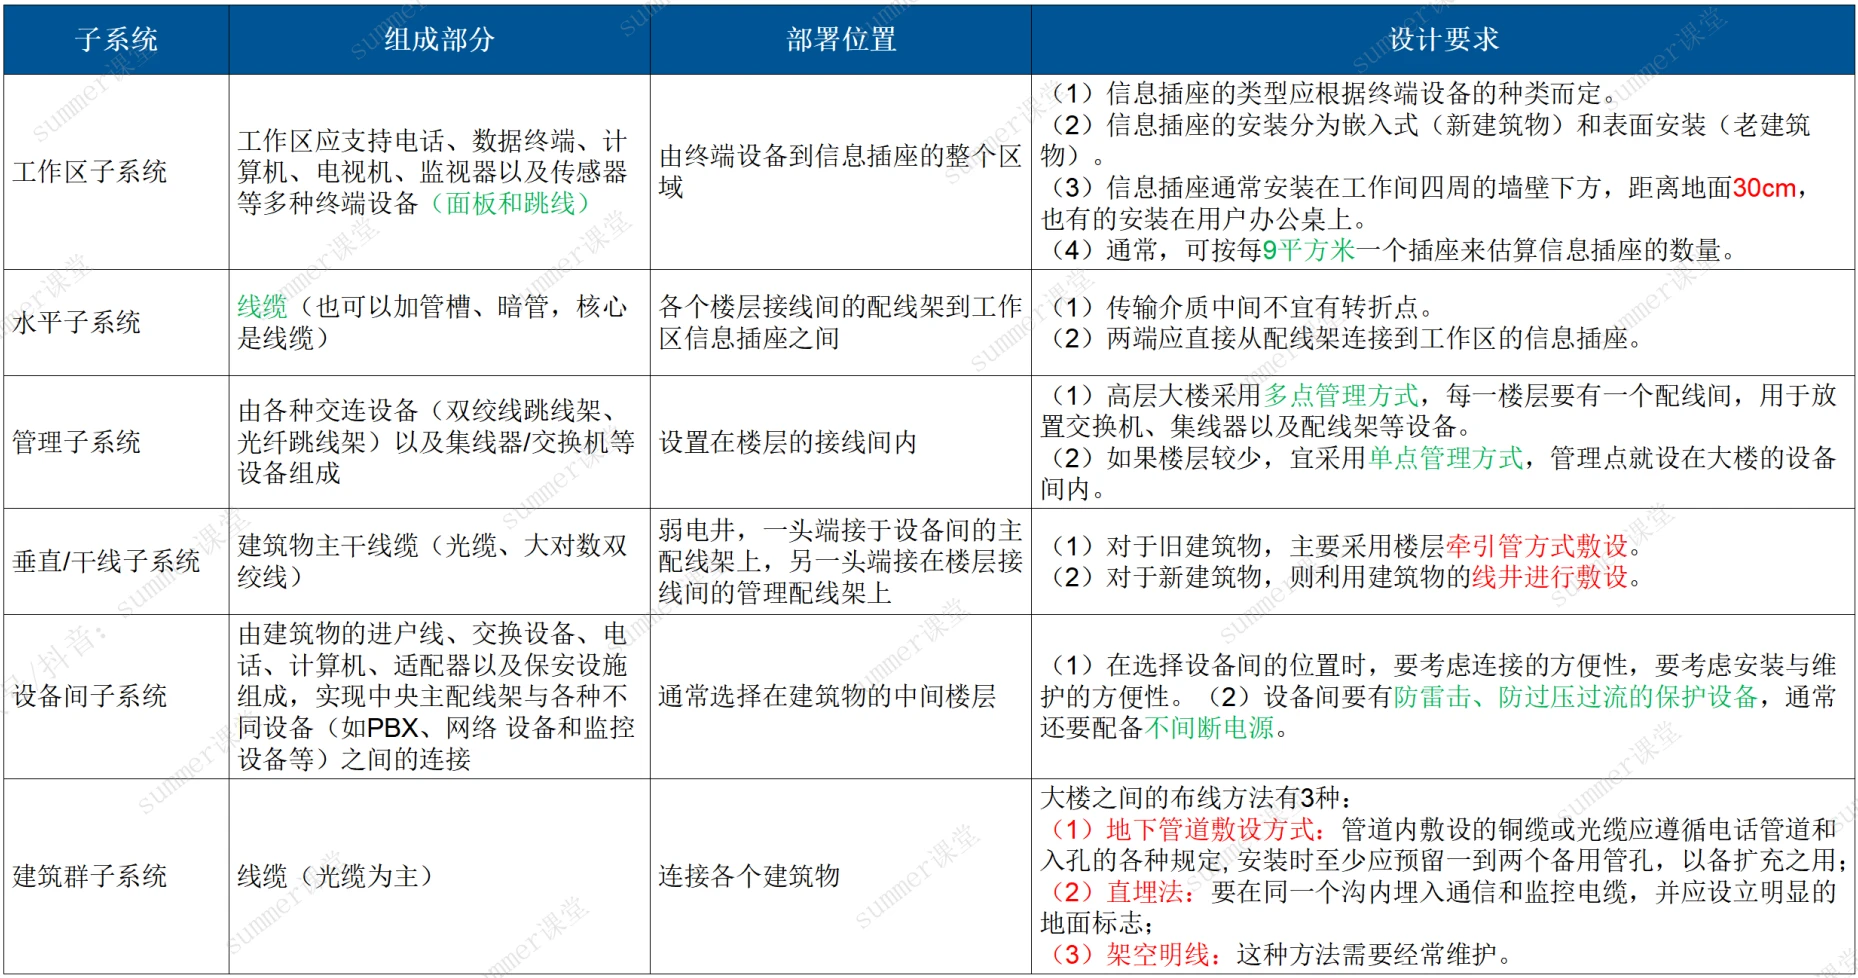 子系统
组成部分
部署位置
设计要求
工作区子系统
工作区应支持电话、数据终端、计
算机、电视机、监视器以及传感器
等多种终端设备（面板和跳线）
由终端设备到信息插座的整个区
域
（1）信息插座的类型应根据终端设备的种类而定。
（2）信息插座的安装分为嵌入式（新建筑物）和表面安装（老建筑
物）。
（3）信息插座通常安装在工作间四周的墙壁下方，距离地面30cm，
也有的安装在用户办公桌上。
（4）通常，可按每9平方米一个插座来估算信息插座的数量。
水平子系统
线缆（也可以加管槽、暗管，核心
是线缆）
各个楼层接线间的配线架到工作
区信息插座之间
（1）传输介质中间不宜有转折点。
（2）两端应直接从配线架连接到工作区的信息插座。
管理子系统
由各种交连设备（双绞线跳线架、
光纤跳线架）以及集线器/交换机等
设备组成
设置在楼层的接线间内
（1）高层大楼采用多点管理方式，每一楼层要有一个配线间，用于放
置交换机、集线器以及配线架等设备。
（2）如果楼层较少，宜采用单点管理方式，管理点就设在大楼的设备
间内。
垂直/干线子系统
建筑物主干线缆（光缆、大对数双
绞线）
弱电井，一头端接于设备间的主
配线架上，另一头端接在楼层接
线间的管理配线架上
（1）对于旧建筑物，主要采用楼层牵引管方式敷设。
（2）对于新建筑物，则利用建筑物的线井进行敷设。
设备间子系统
由建筑物的进户线、交换设备、电
话、计算机、适配器以及保安设施
组成，实现中央主配线架与各种不
同设备（如PBX、网络 设备和监控
设备等）之间的连接
通常选择在建筑物的中间楼层
（1）在选择设备间的位置时，要考虑连接的方便性，要考虑安装与维
护的方便性。（2）设备间要有防雷击、防过压过流的保护设备，通常
还要配备不间断电源。
建筑群子系统
线缆（光缆为主）
连接各个建筑物
大楼之间的布线方法有3种：
（1）地下管道敷设方式：管道内敷设的铜缆或光缆应遵循电话管道和
入孔的各种规定, 安装时至少应预留一到两个备用管孔，以备扩充之用；
（2）直埋法：要在同一个沟内埋入通信和监控电缆，并应设立明显的
地面标志；
（3）架空明线：这种方法需要经常维护。